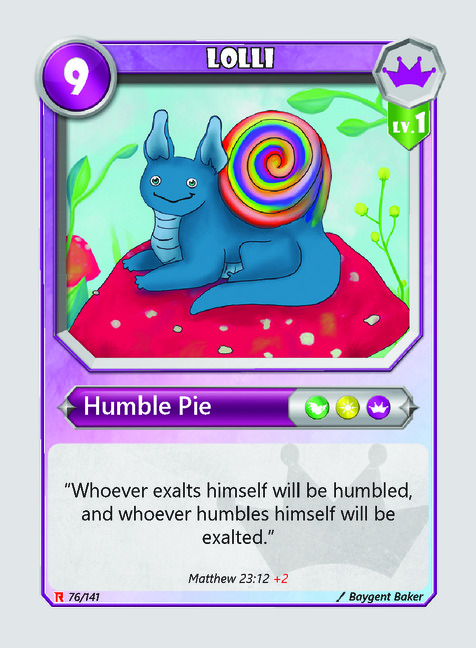 LOLLI
9
LV.1
Humble Pie
“Whoever exalts himself will be humbled,
and whoever humbles himself will be
exalted.”
Matthew 23:12 +2
R 76/141
Baygent Baker